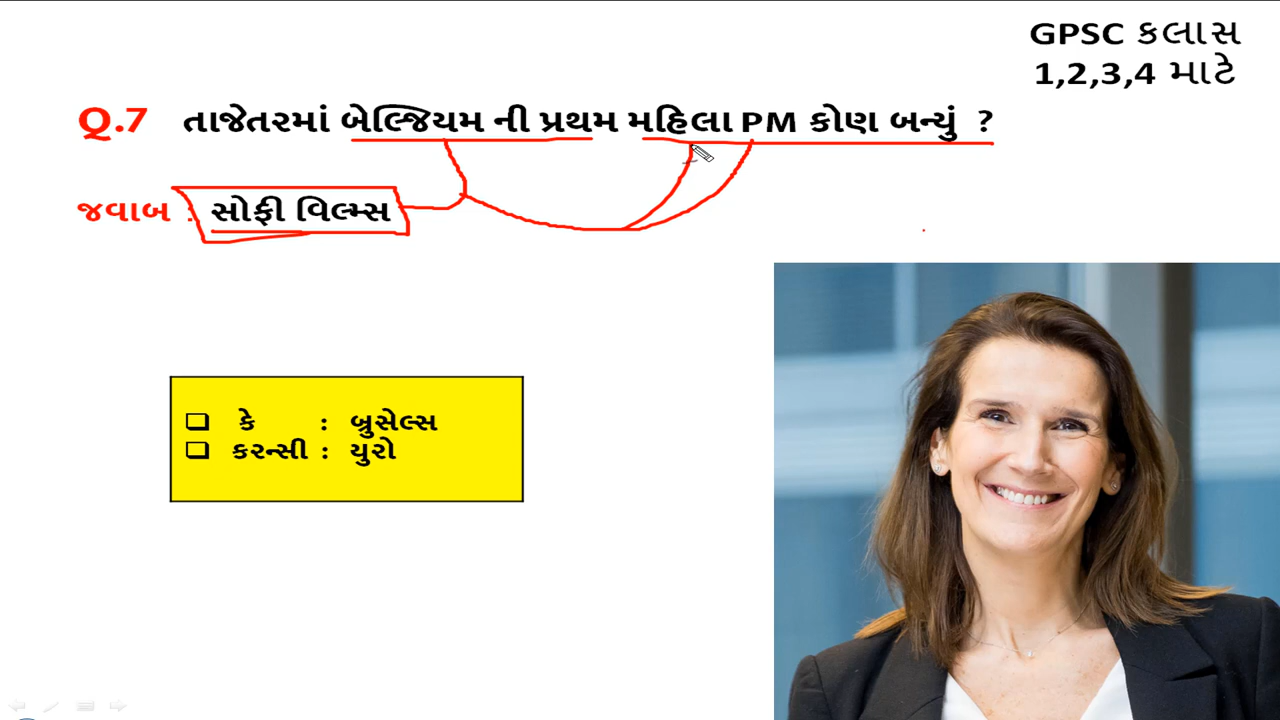 GPSC કલાસ
1,2,3,4 માટે
Q.7 તાજેતરમાં બેલ્જિયમ ની પ્રથમ મહિલા PM કોણ બન્યું ?
જવાબ : સોફી વિલ્મ્સ
❑ કે : બ્રુસેલ્સ
❑ કરન્સી : યુરો